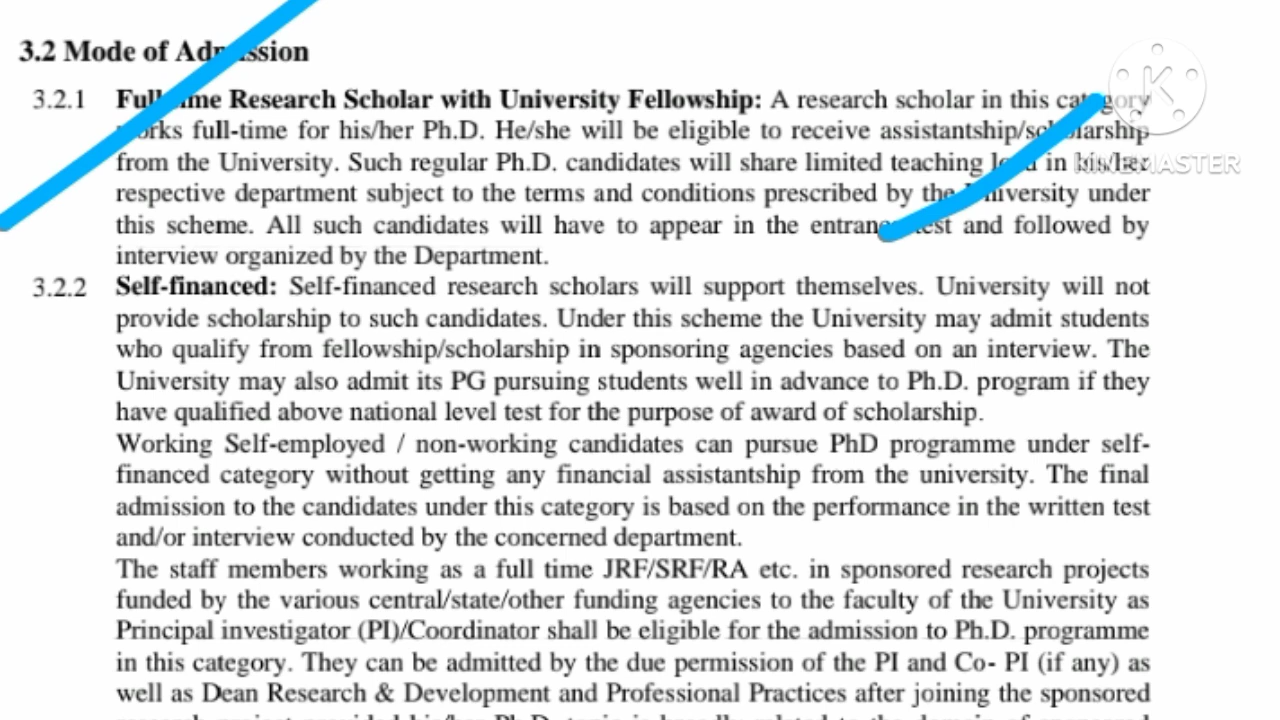 3.2 Mode of Admission
3.2.1 Full-time Research Scholar with University Fellowship: A research scholar in this category
works full-time for his/her Ph.D. He/she will be eligible to receive assistantship/scholarship
from the University. Such regular Ph.D. candidates will share limited teaching load in his/her
respective department subject to the terms and conditions prescribed by the University under
this scheme. All such candidates will have to appear in the entrance test and followed by
interview organized by the Department.
3.2.2 Self-financed: Self-financed research scholars will support themselves. University will not
provide scholarship to such candidates. Under this scheme the University may admit students
who qualify from fellowship/scholarship in sponsoring agencies based on an interview. The
University may also admit its PG pursuing students well in advance to Ph.D. program if they
have qualified above national level test for the purpose of award of scholarship.
Working Self-employed / non-working candidates can pursue PhD programme under self-
financed category without getting any financial assistantship from the university. The final
admission to the candidates under this category is based on the performance in the written test
and/or interview conducted by the concerned department.
The staff members working as a full time JRF/SRF/RA etc. in sponsored research projects
funded by the various central/state/other funding agencies to the faculty of the University as
Principal investigator (PI)/Coordinator shall be eligible for the admission to Ph.D. programme
in this category. They can be admitted by the due permission of the PI and Co- PI (if any) as
well as Dean Research & Development and Professional Practices after joining the sponsored
K
KINEMASTER